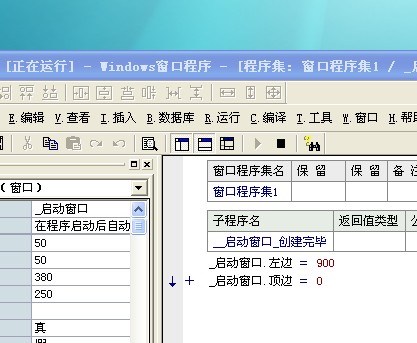 [正在运行] - Windows窗口程序 - [程序集: 窗口程序集1 / _启
E.编辑 V.查看 I.插入 B.数据库 R.运行 C.编译 T.工具 W.窗口 H.帮
(窗口)
_启动窗口
在程序启动后自动
50
50
380
250
真
窗口程序集名 保 留 保 留 备 注
窗口程序集1
子程序名 返回值类型 公
__启动窗口_创建完毕
_启动窗口.左边 = 900
_启动窗口.顶边 = 0